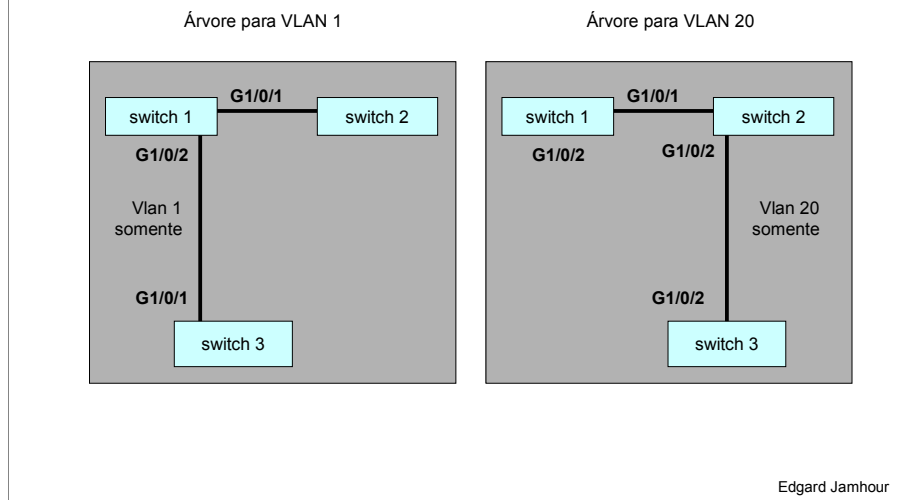 Árvore para VLAN 1
Árvore para VLAN 20
G1/0/1
switch 1
switch 2
G1/0/2
Vlan 1
somente
G1/0/1
switch 3
G1/0/1
switch 1
switch 2
G1/0/2
G1/0/2
Vlan 20
somente
G1/0/2
switch 3
Edgard Jamhour